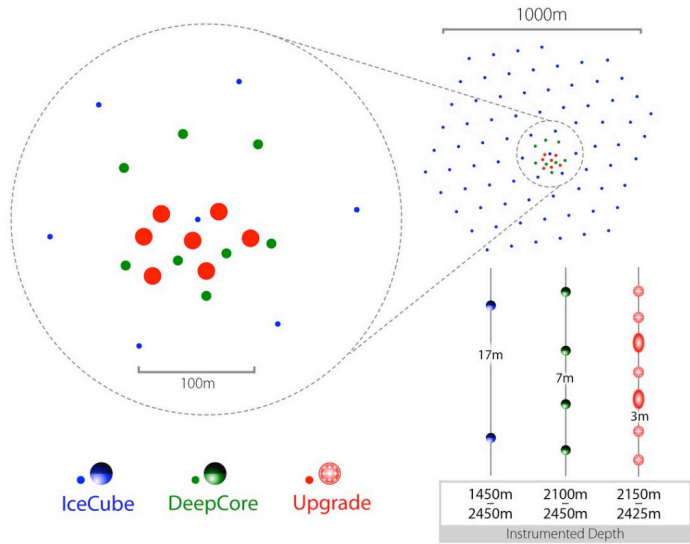 1000m
100m
17m
7m
3m
IceCube
DeepCore
Upgrade
1450m
–
2450m
2100m
–
2450m
2150m
–
2425m
Instrumented Depth